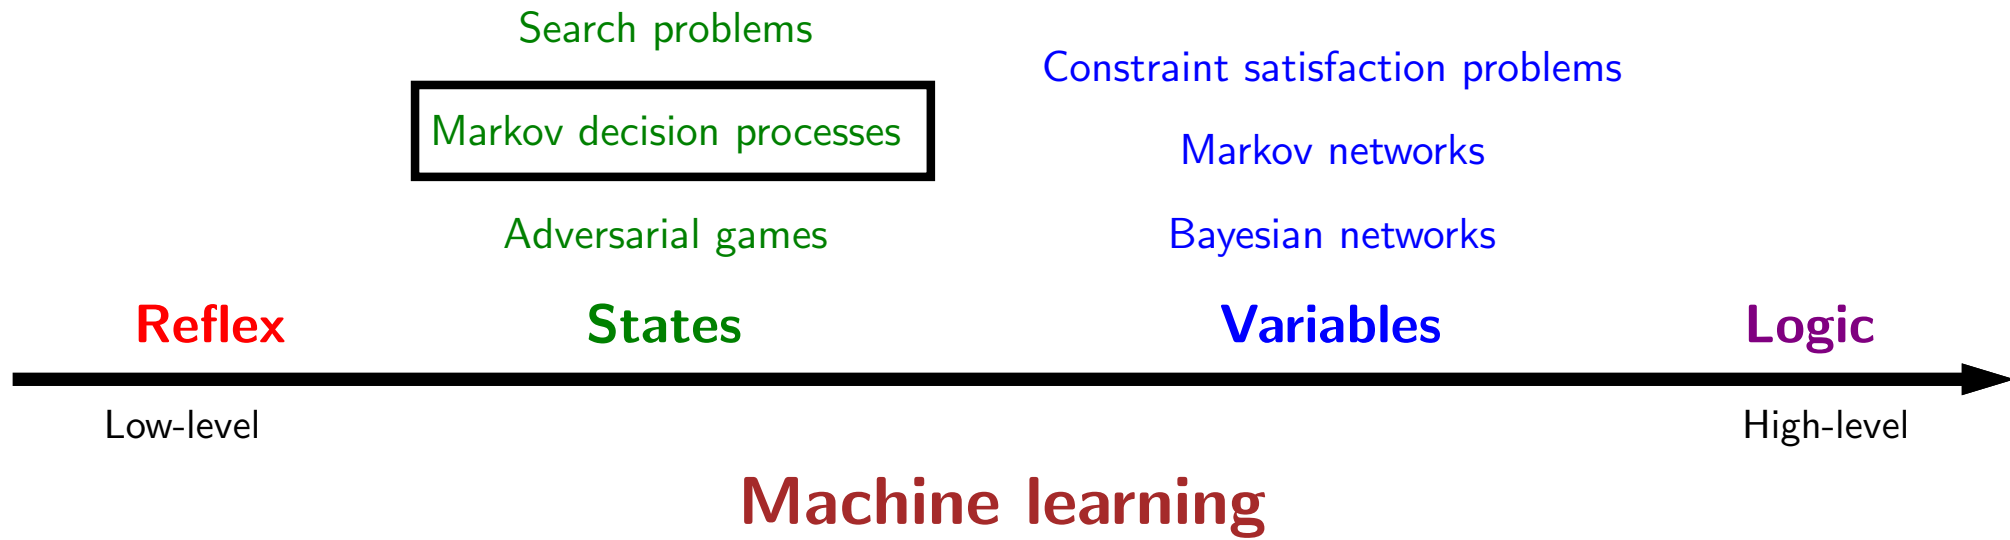 Search problems
Markov decision processes
Adversarial games
Constraint satisfaction problems
Markov networks
Bayesian networks
Reflex
States
Variables
Logic
Low-level
High-level
Machine learning